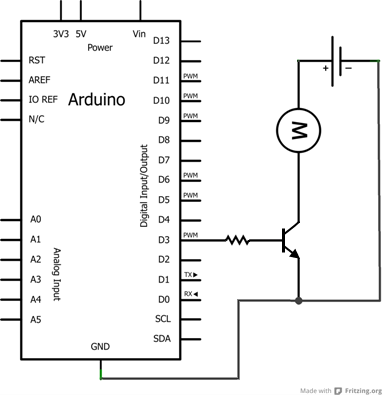 3V3 5V Vin
Power
RST
AREF
IO REF
N/C
Arduino
A0
A1
A2
A3
A4
A5
Analog Input
Digital Input/Output
D13
D12
D11 PWM
D10 PWM
D9 PWM
D8
D7
D6 PWM
D5 PWM
D4
D3 PWM
D2
D1 TX▶
D0 RX◀
SCL
SDA
GND
+ −
M
Made with Fritzing.org